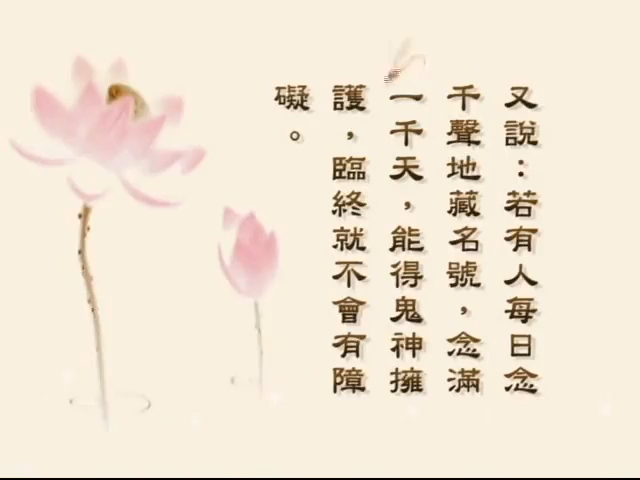 又說：若有人每日念
千聲地藏名號，念滿
一千天，能得鬼神擁
護，臨終就不會有障
礙。